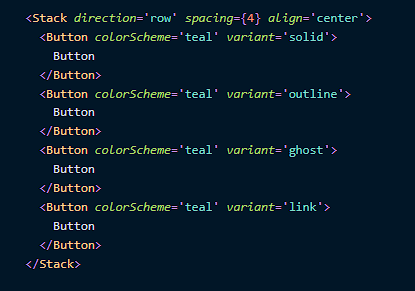 <Stack direction='row' spacing={4} align='center'>
  <Button colorScheme='teal' variant='solid'>
    Button
  </Button>
  <Button colorScheme='teal' variant='outline'>
    Button
  </Button>
  <Button colorScheme='teal' variant='ghost'>
    Button
  </Button>
  <Button colorScheme='teal' variant='link'>
    Button
  </Button>
</Stack>